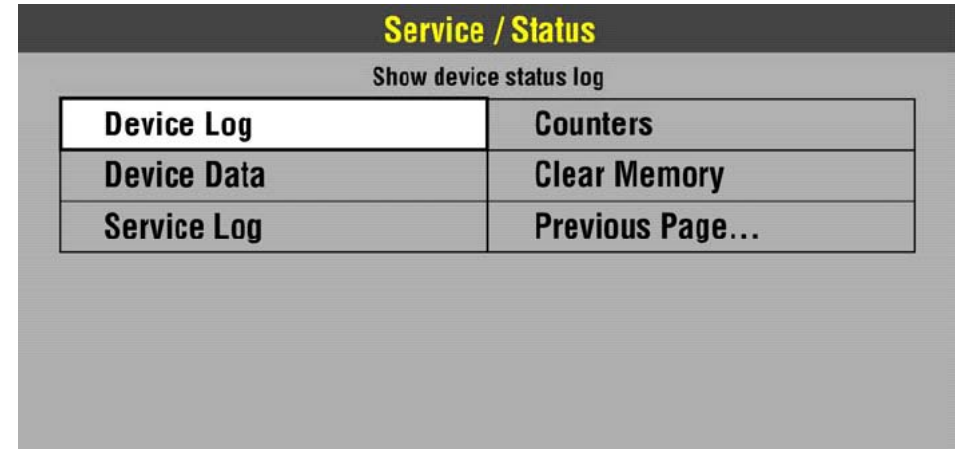 Service / Status
Show device status log
Device Log
Counters
Device Data
Clear Memory
Service Log
Previous Page...